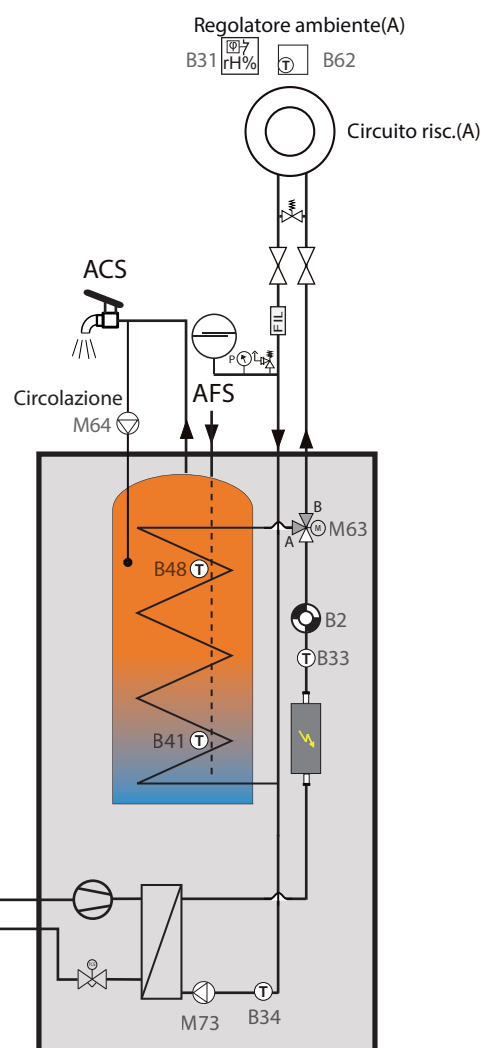 Regolatore ambiente(A)
B31
rH%
T
B62
Circuito risc.(A)
ACS
FIL
P
Circolazione
AFS
M64
B
M
M63
A
B48
T
B2
T
B33
B41
T
T
M73
B34